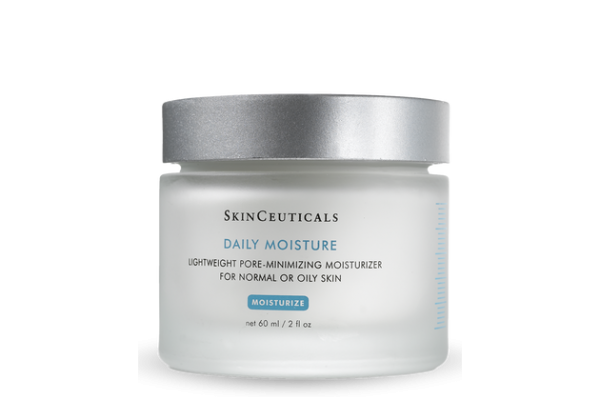 SKINCEUTICALS
DAILY MOISTURE
LIGHTWEIGHT PORE-MINIMIZING MOISTURIZER
FOR NORMAL OR OILY SKIN
MOISTURIZE
net 60 ml / 2 fl oz